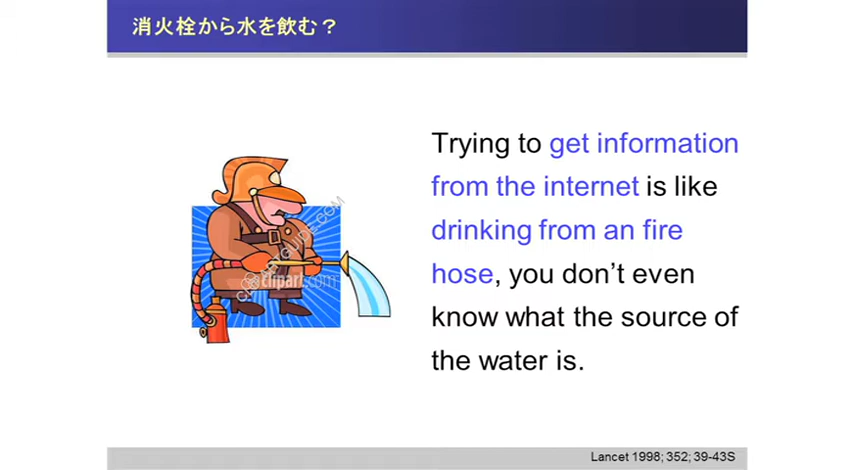 消火栓から水を飲む？
Trying to get information
from the internet is like
drinking from an fire
hose, you don't even
know what the source of
the water is.
clipart.com
Lancet 1998; 352; 39-43S